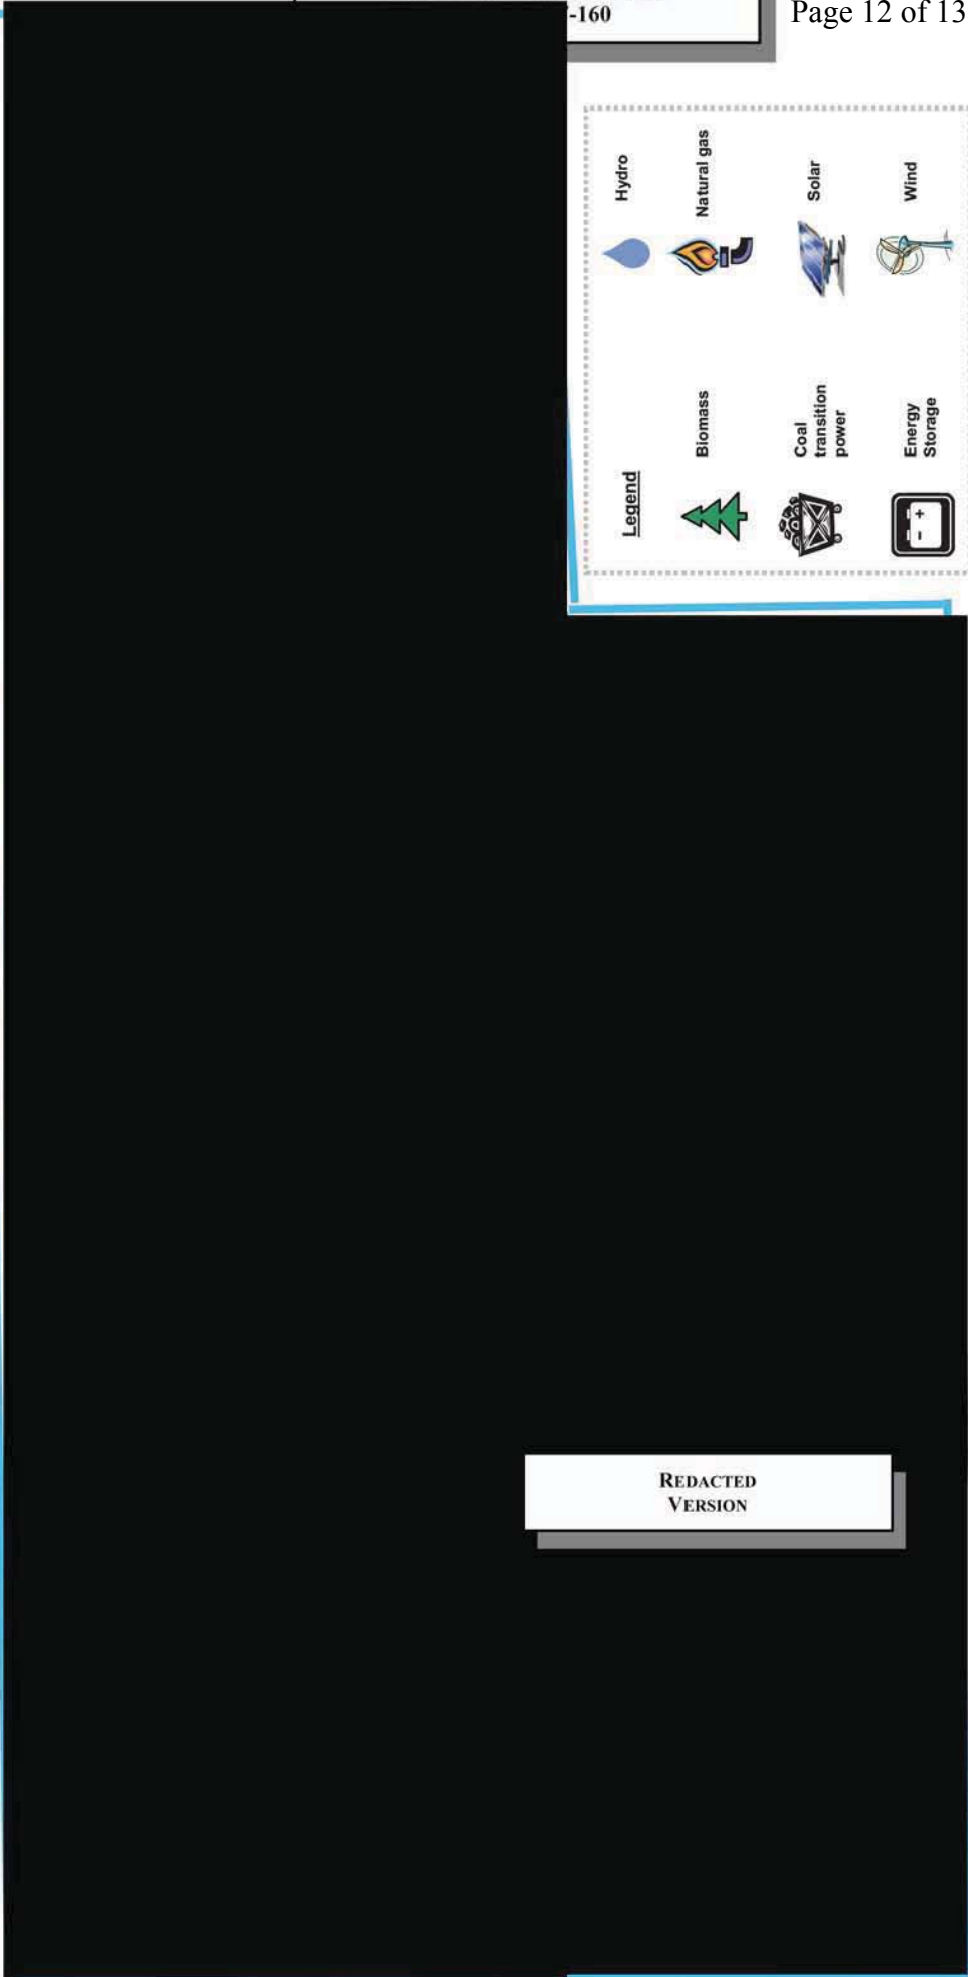 -160
Page 12 of 13
Legend
Biomass
Coal
transition
power
Energy
Storage
Hydro
Natural gas
Solar
Wind
REDACTED
VERSION